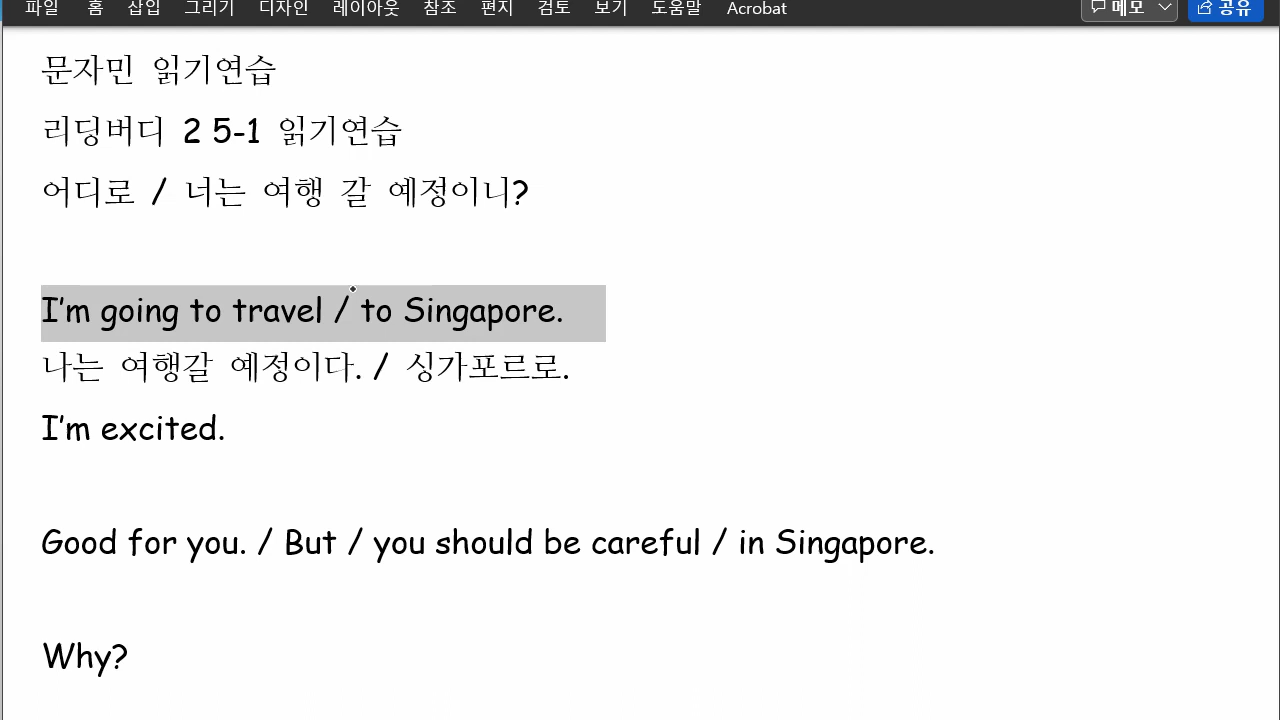 파일 홈 삽입 그리기 디자인 레이아웃 참조 편지 검토 보기 도움말 Acrobat 메모 공유
문자민 읽기연습
리딩버디 2 5-1 읽기연습
어디로 / 너는 여행 갈 예정이니?
I'm going to travel / to Singapore.
나는 여행갈 예정이다. / 싱가포르로.
I'm excited.
Good for you. / But / you should be careful / in Singapore.
Why?